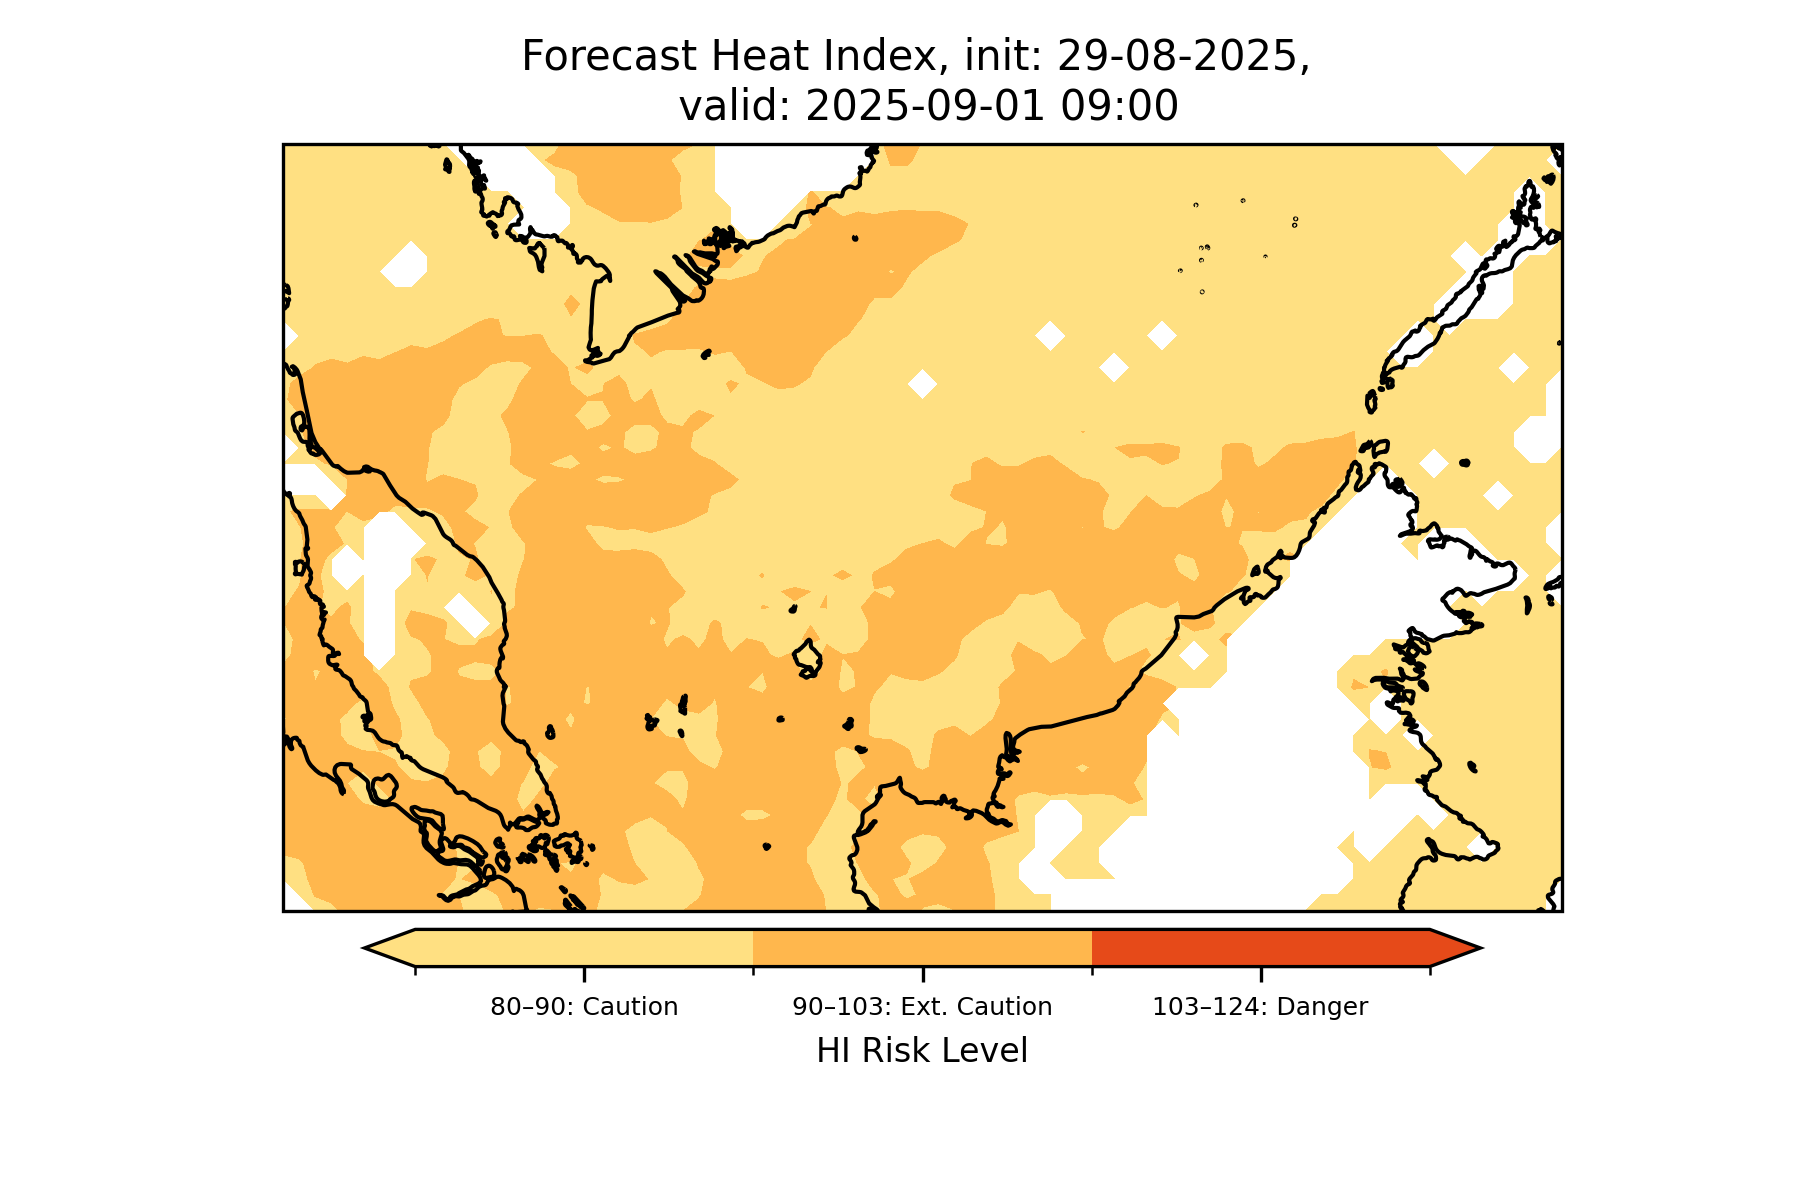 Forecast Heat Index, init: 29-08-2025,
valid: 2025-09-01 09:00
80–90: Caution
90–103: Ext. Caution
103–124: Danger
HI Risk Level